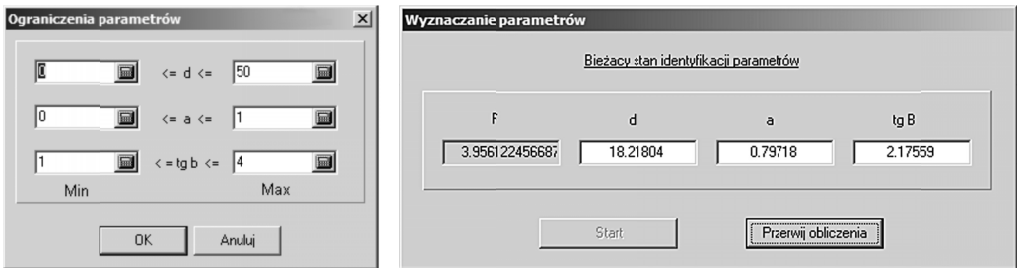 Ograniczenia parametrów
0 <= d <= 50
0 <= a <= 1
1 < = tg b <= 4
Min Max
OK Anuluj
Wyznaczanie parametrów
Bieżacy stan identyfikacji parametrów
F d a tg B
3.956122456687 18.21804 0.79718 2.17559
Start Przerwij obliczenia